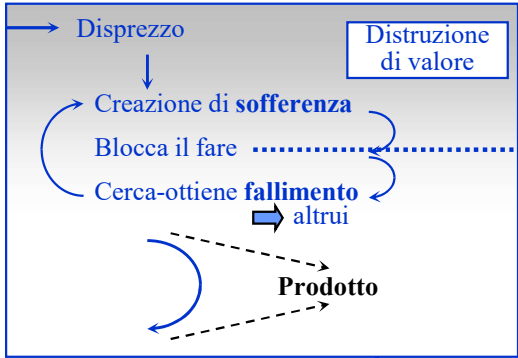 Disprezzo
Distruzione
di valore
Creazione di sofferenza
Blocca il fare
Cerca-ottiene fallimento
altrui
Prodotto